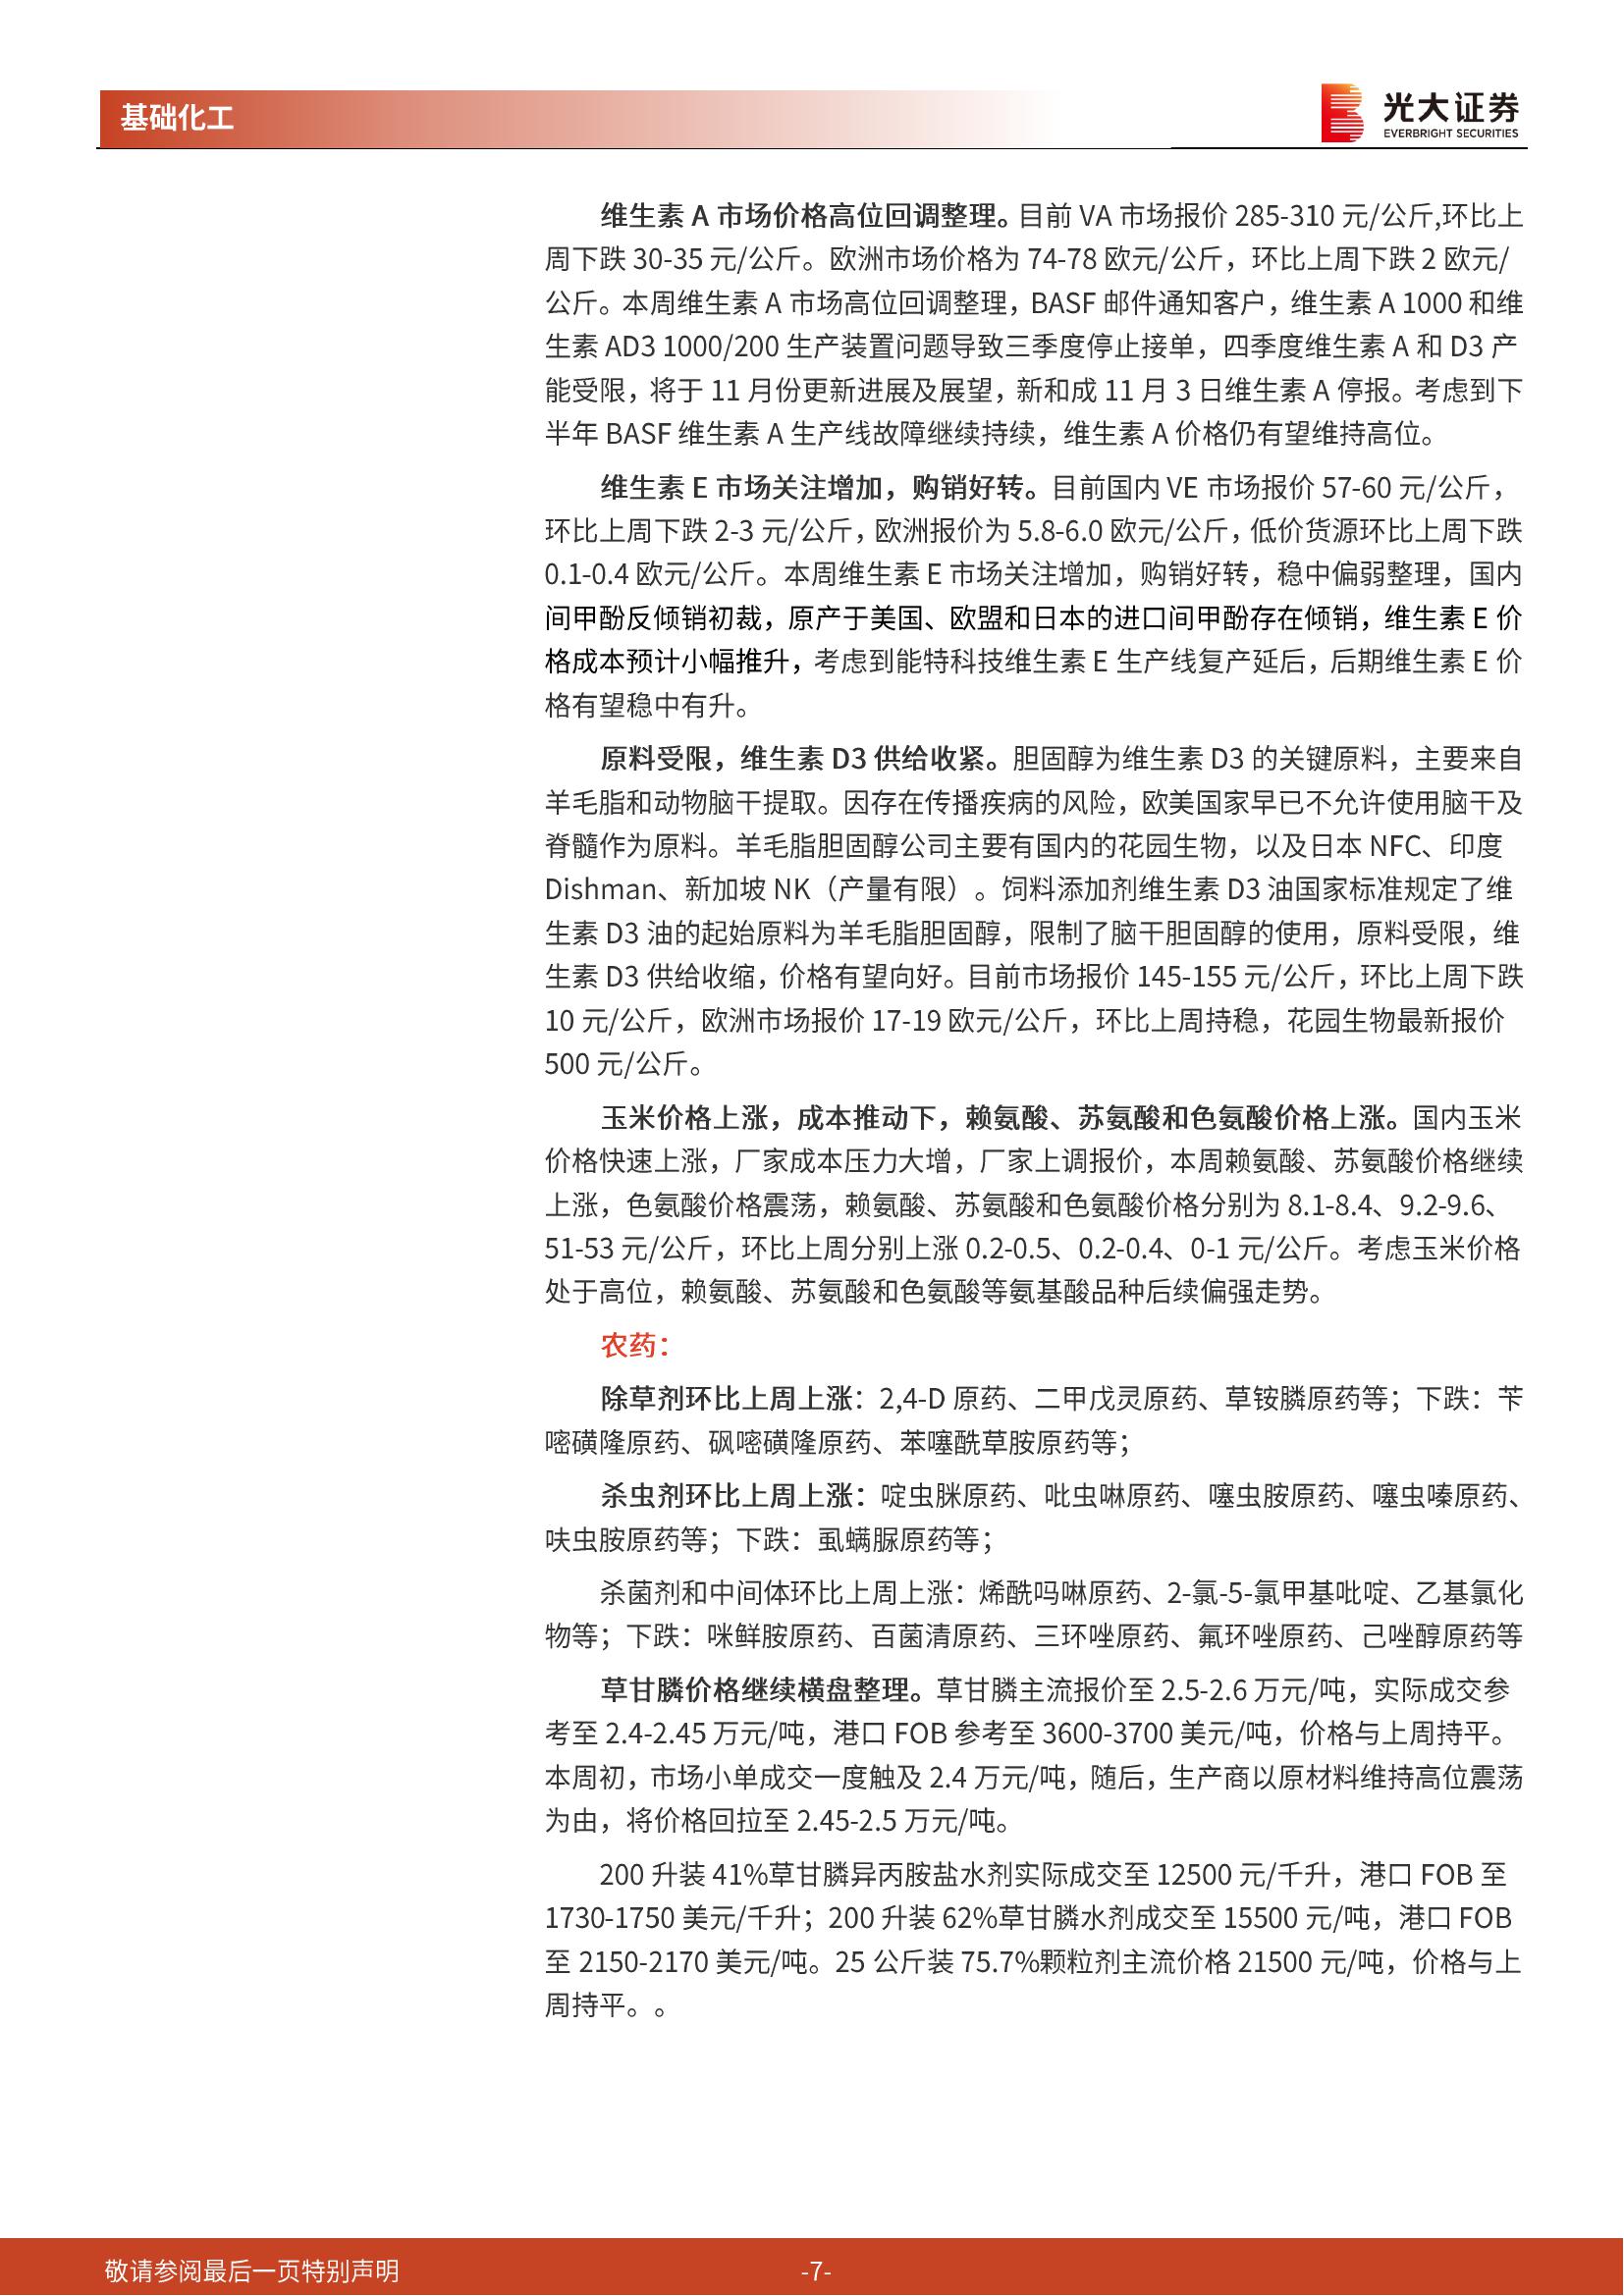 基础化工
光大证券
EVERBRIGHT SECURITIES
维生素 A 市场价格高位回调整理。目前 VA 市场报价 285-310 元/公斤,环比上
周下跌 30-35 元/公斤。欧洲市场价格为 74-78 欧元/公斤，环比上周下跌 2 欧元/
公斤。本周维生素 A 市场高位回调整理，BASF 邮件通知客户，维生素 A 1000 和维
生素 AD3 1000/200 生产装置问题导致三季度停止接单，四季度维生素 A 和 D3 产
能受限，将于 11 月份更新进展及展望，新和成 11 月 3 日维生素 A 停报。考虑到下
半年 BASF 维生素 A 生产线故障继续持续，维生素 A 价格仍有望维持高位。
维生素 E 市场关注增加，购销好转。目前国内 VE 市场报价 57-60 元/公斤，
环比上周下跌 2-3 元/公斤，欧洲报价为 5.8-6.0 欧元/公斤，低价货源环比上周下跌
0.1-0.4 欧元/公斤。本周维生素 E 市场关注增加，购销好转，稳中偏弱整理，国内
间甲酚反倾销初裁，原产于美国、欧盟和日本的进口间甲酚存在倾销，维生素 E 价
格成本预计小幅推升，考虑到能特科技维生素 E 生产线复产延后，后期维生素 E 价
格有望稳中有升。
原料受限，维生素 D3 供给收紧。胆固醇为维生素 D3 的关键原料，主要来自
羊毛脂和动物脑干提取。因存在传播疾病的风险，欧美国家早已不允许使用脑干及
脊髓作为原料。羊毛脂胆固醇公司主要有国内的花园生物，以及日本 NFC、印度
Dishman、新加坡 NK（产量有限）。饲料添加剂维生素 D3 油国家标准规定了维
生素 D3 油的起始原料为羊毛脂胆固醇，限制了脑干胆固醇的使用，原料受限，维
生素 D3 供给收缩，价格有望向好。目前市场报价 145-155 元/公斤，环比上周下跌
10 元/公斤，欧洲市场报价 17-19 欧元/公斤，环比上周持稳，花园生物最新报价
500 元/公斤。
玉米价格上涨，成本推动下，赖氨酸、苏氨酸和色氨酸价格上涨。国内玉米
价格快速上涨，厂家成本压力大增，厂家上调报价，本周赖氨酸、苏氨酸价格继续
上涨，色氨酸价格震荡，赖氨酸、苏氨酸和色氨酸价格分别为 8.1-8.4、9.2-9.6、
51-53 元/公斤，环比上周分别上涨 0.2-0.5、0.2-0.4、0-1 元/公斤。考虑玉米价格
处于高位，赖氨酸、苏氨酸和色氨酸等氨基酸品种后续偏强走势。
农药：
除草剂环比上周上涨：2,4-D 原药、二甲戊灵原药、草铵膦原药等；下跌：苄
嘧磺隆原药、砜嘧磺隆原药、苯噻酰草胺原药等；
杀虫剂环比上周上涨：啶虫脒原药、吡虫啉原药、噻虫胺原药、噻虫嗪原药、
呋虫胺原药等；下跌：虱螨脲原药等；
杀菌剂和中间体环比上周上涨：烯酰吗啉原药、2-氯-5-氯甲基吡啶、乙基氯化
物等；下跌：咪鲜胺原药、百菌清原药、三环唑原药、氟环唑原药、己唑醇原药等
草甘膦价格继续横盘整理。草甘膦主流报价至 2.5-2.6 万元/吨，实际成交参
考至 2.4-2.45 万元/吨，港口 FOB 参考至 3600-3700 美元/吨，价格与上周持平。
本周初，市场小单成交一度触及 2.4 万元/吨，随后，生产商以原材料维持高位震荡
为由，将价格回拉至 2.45-2.5 万元/吨。
200 升装 41%草甘膦异丙胺盐水剂实际成交至 12500 元/千升，港口 FOB 至
1730-1750 美元/千升；200 升装 62%草甘膦水剂成交至 15500 元/吨，港口 FOB
至 2150-2170 美元/吨。25 公斤装 75.7%颗粒剂主流价格 21500 元/吨，价格与上
周持平。。
敬请参阅最后一页特别声明
-7-